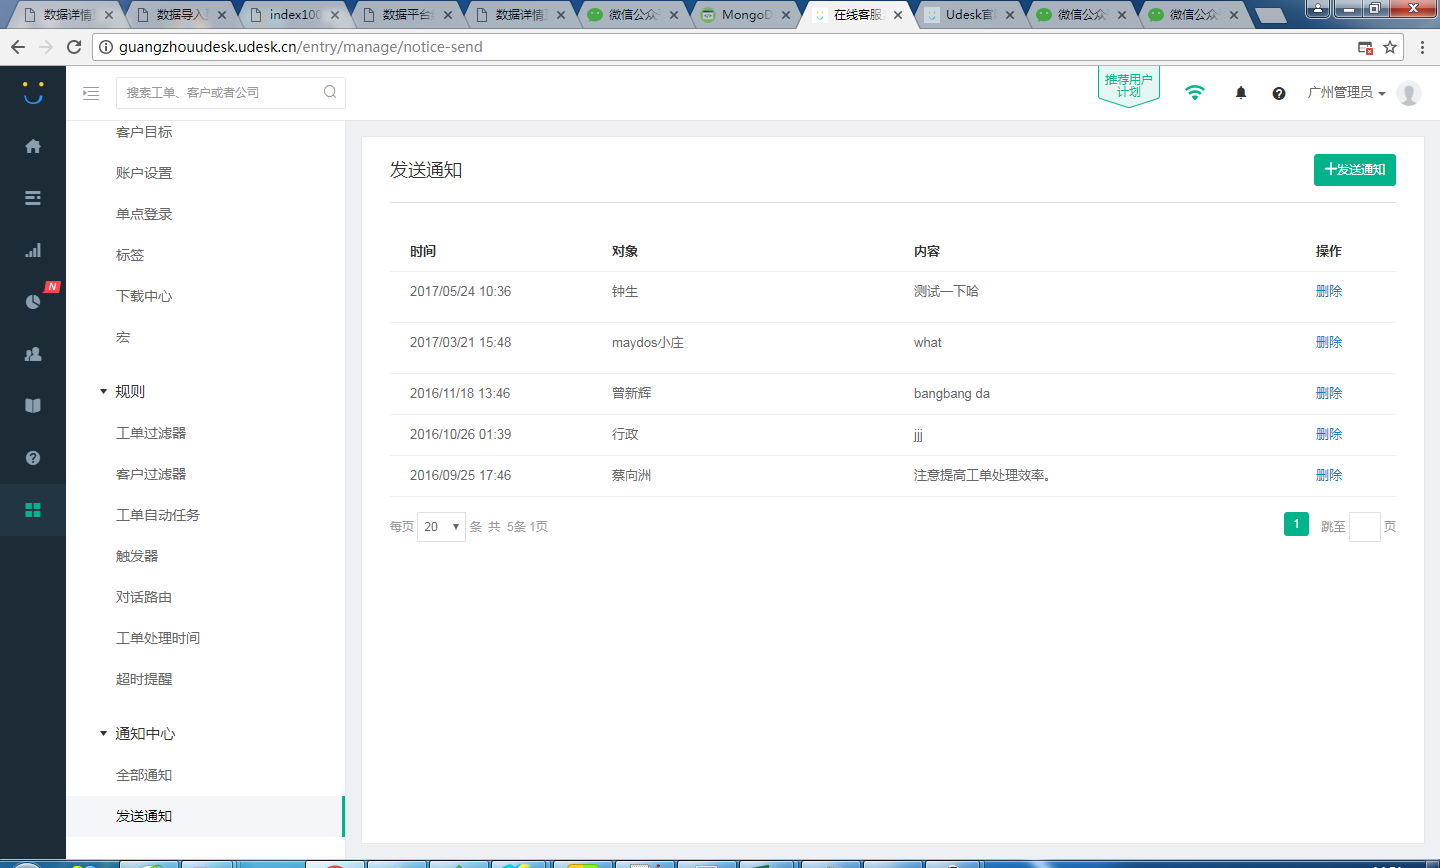 数据详情
数据导入
index100
数据平台
数据详情
微信公众
MongoD
在线客服
Udesk官
微信公众
微信公众
guangzhouudesk.udesk.cn/entry/manage/notice-send
搜索工单、客户或者公司
推荐用户
计划
广州管理员
N
客户目标
账户设置
单点登录
标签
下载中心
宏
规则
工单过滤器
客户过滤器
工单自动任务
触发器
对话路由
工单处理时间
超时提醒
通知中心
全部通知
发送通知
发送通知
+发送通知
时间 对象 内容 操作
2017/05/24 10:36 钟生 测试一下哈 删除
2017/03/21 15:48 maydos小庄 what 删除
2016/11/18 13:46 曾新辉 bangbang da 删除
2016/10/26 01:39 行政 jjj 删除
2016/09/25 17:46 蔡向洲 注意提高工单处理效率。 删除
每页 20 条 共 5条 1页
1 跳至 页